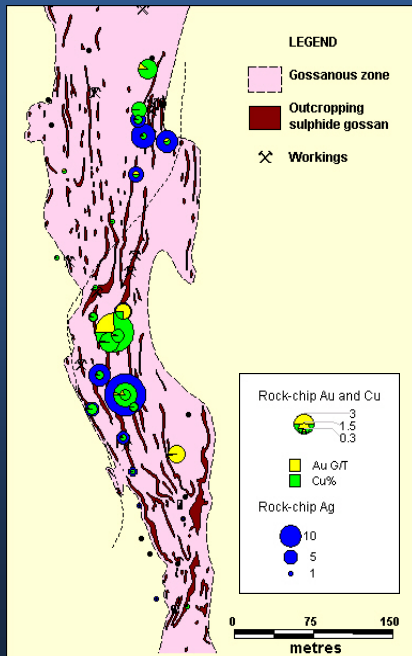 LEGEND
Gossanous zone
Outcropping
sulphide gossan
Workings
Rock-chip Au and Cu
3
1.5
0.3
Au G/T
Cu%
Rock-chip Ag
10
5
1
0 75 150
metres